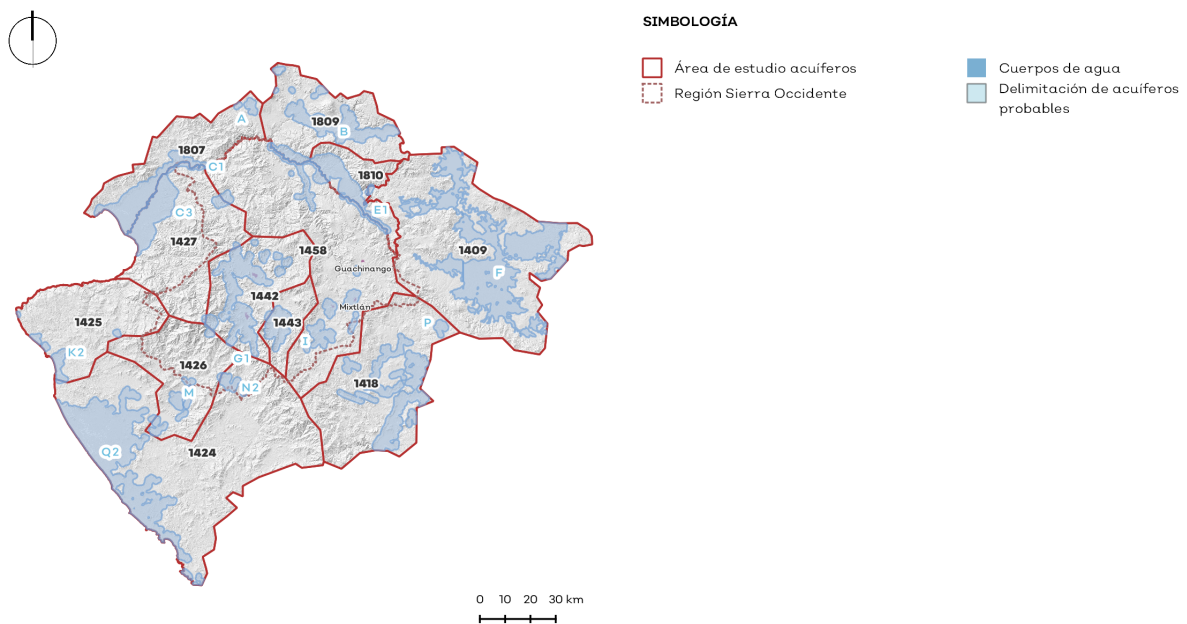 SIMBOLOGÍA
Área de estudio acuíferos
Región Sierra Occidente
Cuerpos de agua
Delimitación de acuíferos
probables
A
1809
B
1807
C1
1810
C3
E1
1427
1458
1409
Guachinango
F
1442
Mixtlán
1425
1443
P
I
K2
G1
1426
1418
N2
M
Q2
1424
0 10 20 30 km